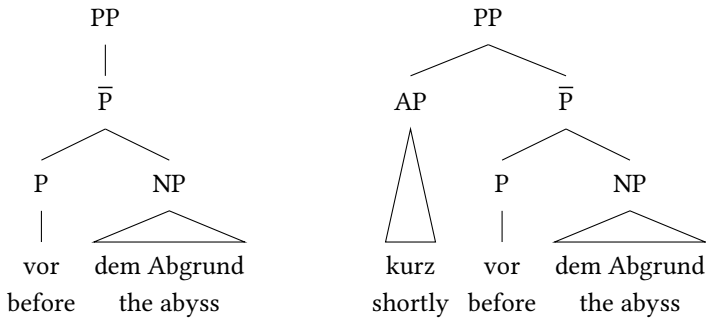 PP PP
P̅ AP P̅
P NP P NP
vor dem Abgrund kurz vor dem Abgrund
before the abyss shortly before the abyss